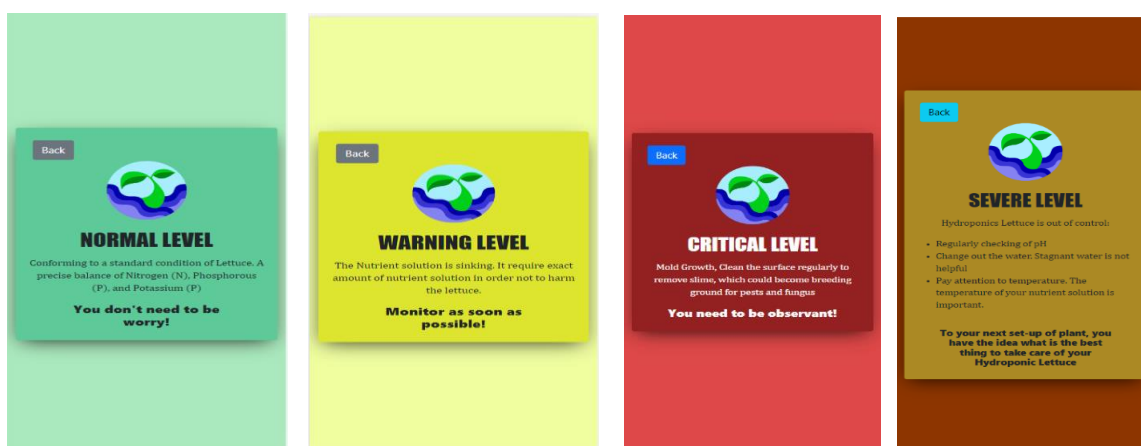 Back
NORMAL LEVEL
Conforming to a standard condition of Lettuce. A
precise balance of Nitrogen (N), Phosphorous
(P), and Potassium (P)
You don't need to be
worry!
Back
WARNING LEVEL
The Nutrient solution is sinking. It require exact
amount of nutrient solution in order not to harm
the lettuce.
Monitor as soon as
possible!
Back
CRITICAL LEVEL
Mold Growth, Clean the surface regularly to
remove slime, which could become breeding
ground for pests and fungus
You need to be observant!
Back
SEVERE LEVEL
Hydroponics Lettuce is out of control:
• Regularly checking of pH
• Change out the water. Stagnant water is not
helpful
• Pay attention to temperature. The
temperature of your nutrient solution is
important.
To your next set-up of plant, you
have the idea what is the best
thing to take care of your
Hydroponic Lettuce